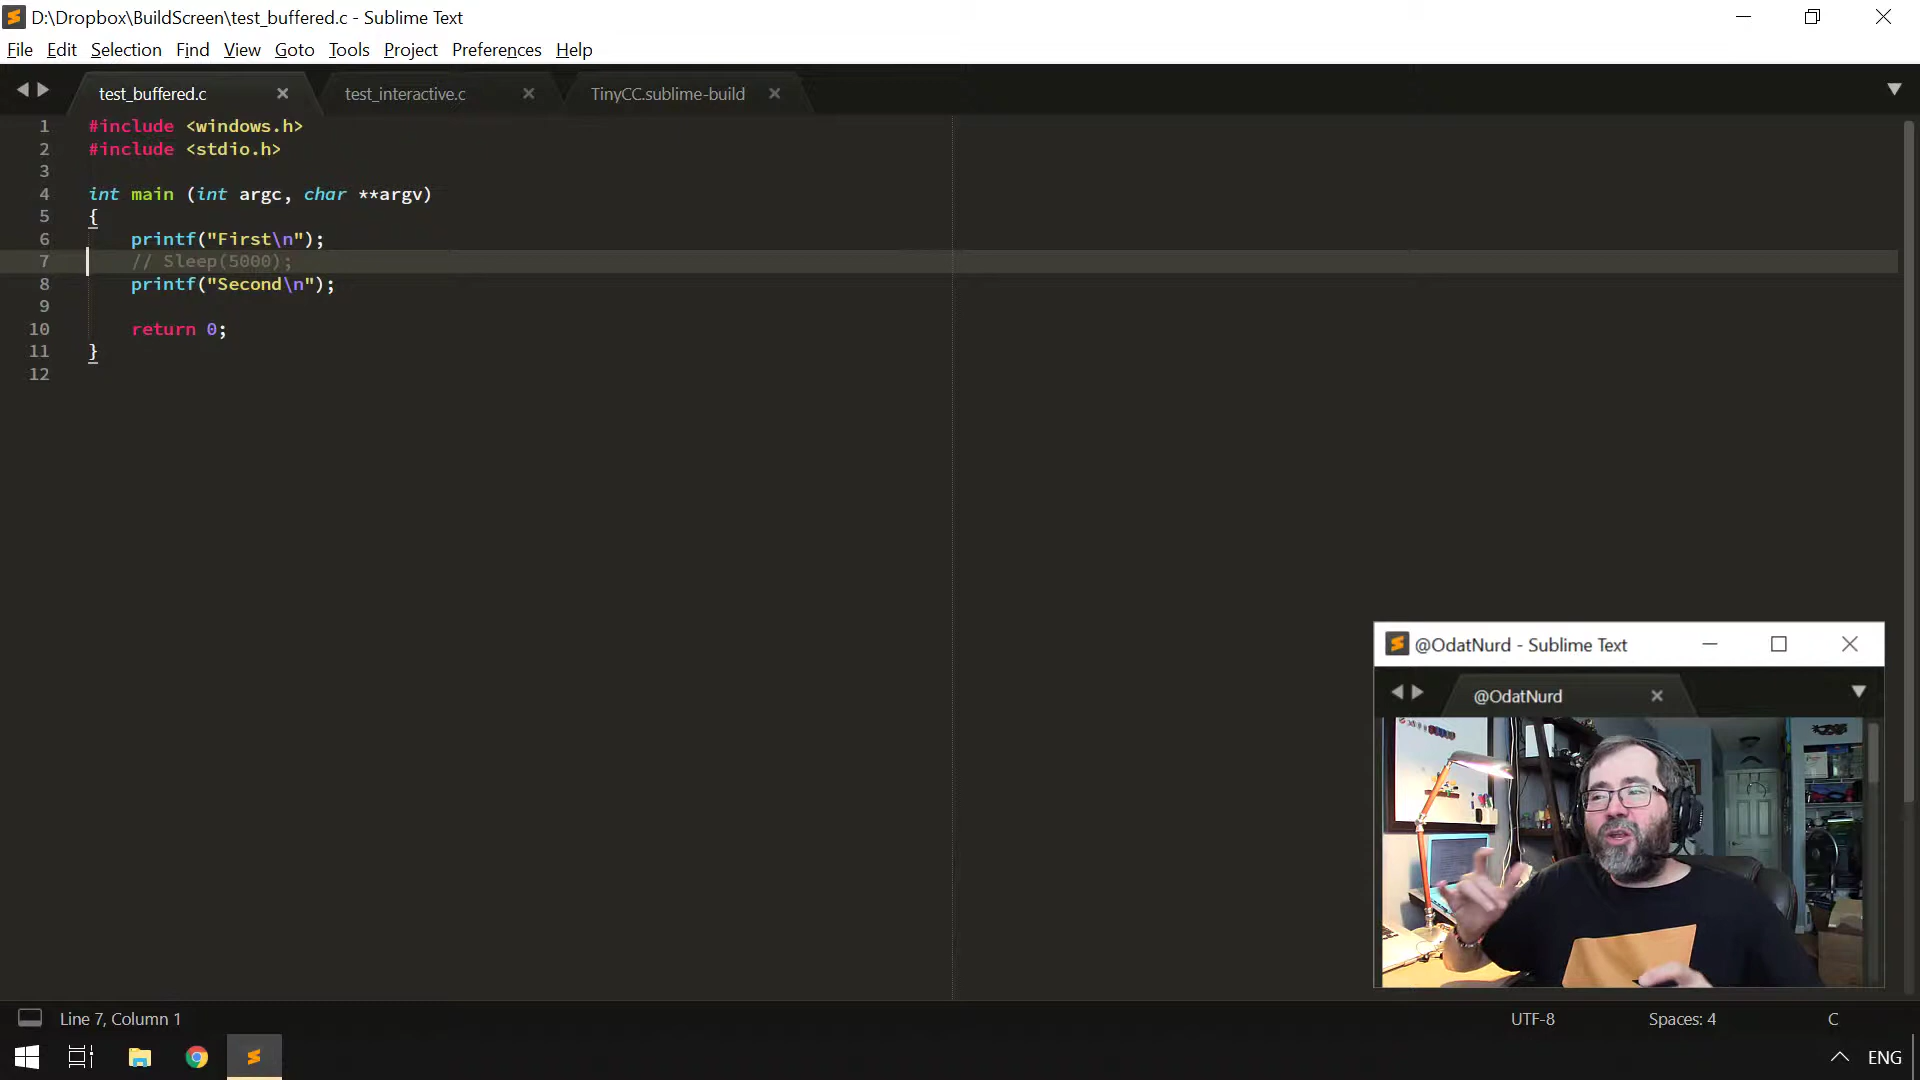 D:\Dropbox\BuildScreen\test_buffered.c - Sublime Text
File Edit Selection Find View Goto Tools Project Preferences Help
test_buffered.c test_interactive.c TinyCC.sublime-build
1 #include <windows.h>
2 #include <stdio.h>
3
4 int main (int argc, char **argv)
5 {
6 printf("First\n");
7 // Sleep(5000);
8 printf("Second\n");
9
10 return 0;
11 }
12
@OdatNurd - Sublime Text
@OdatNurd
Line 7, Column 1 UTF-8 Spaces: 4 C
ENG